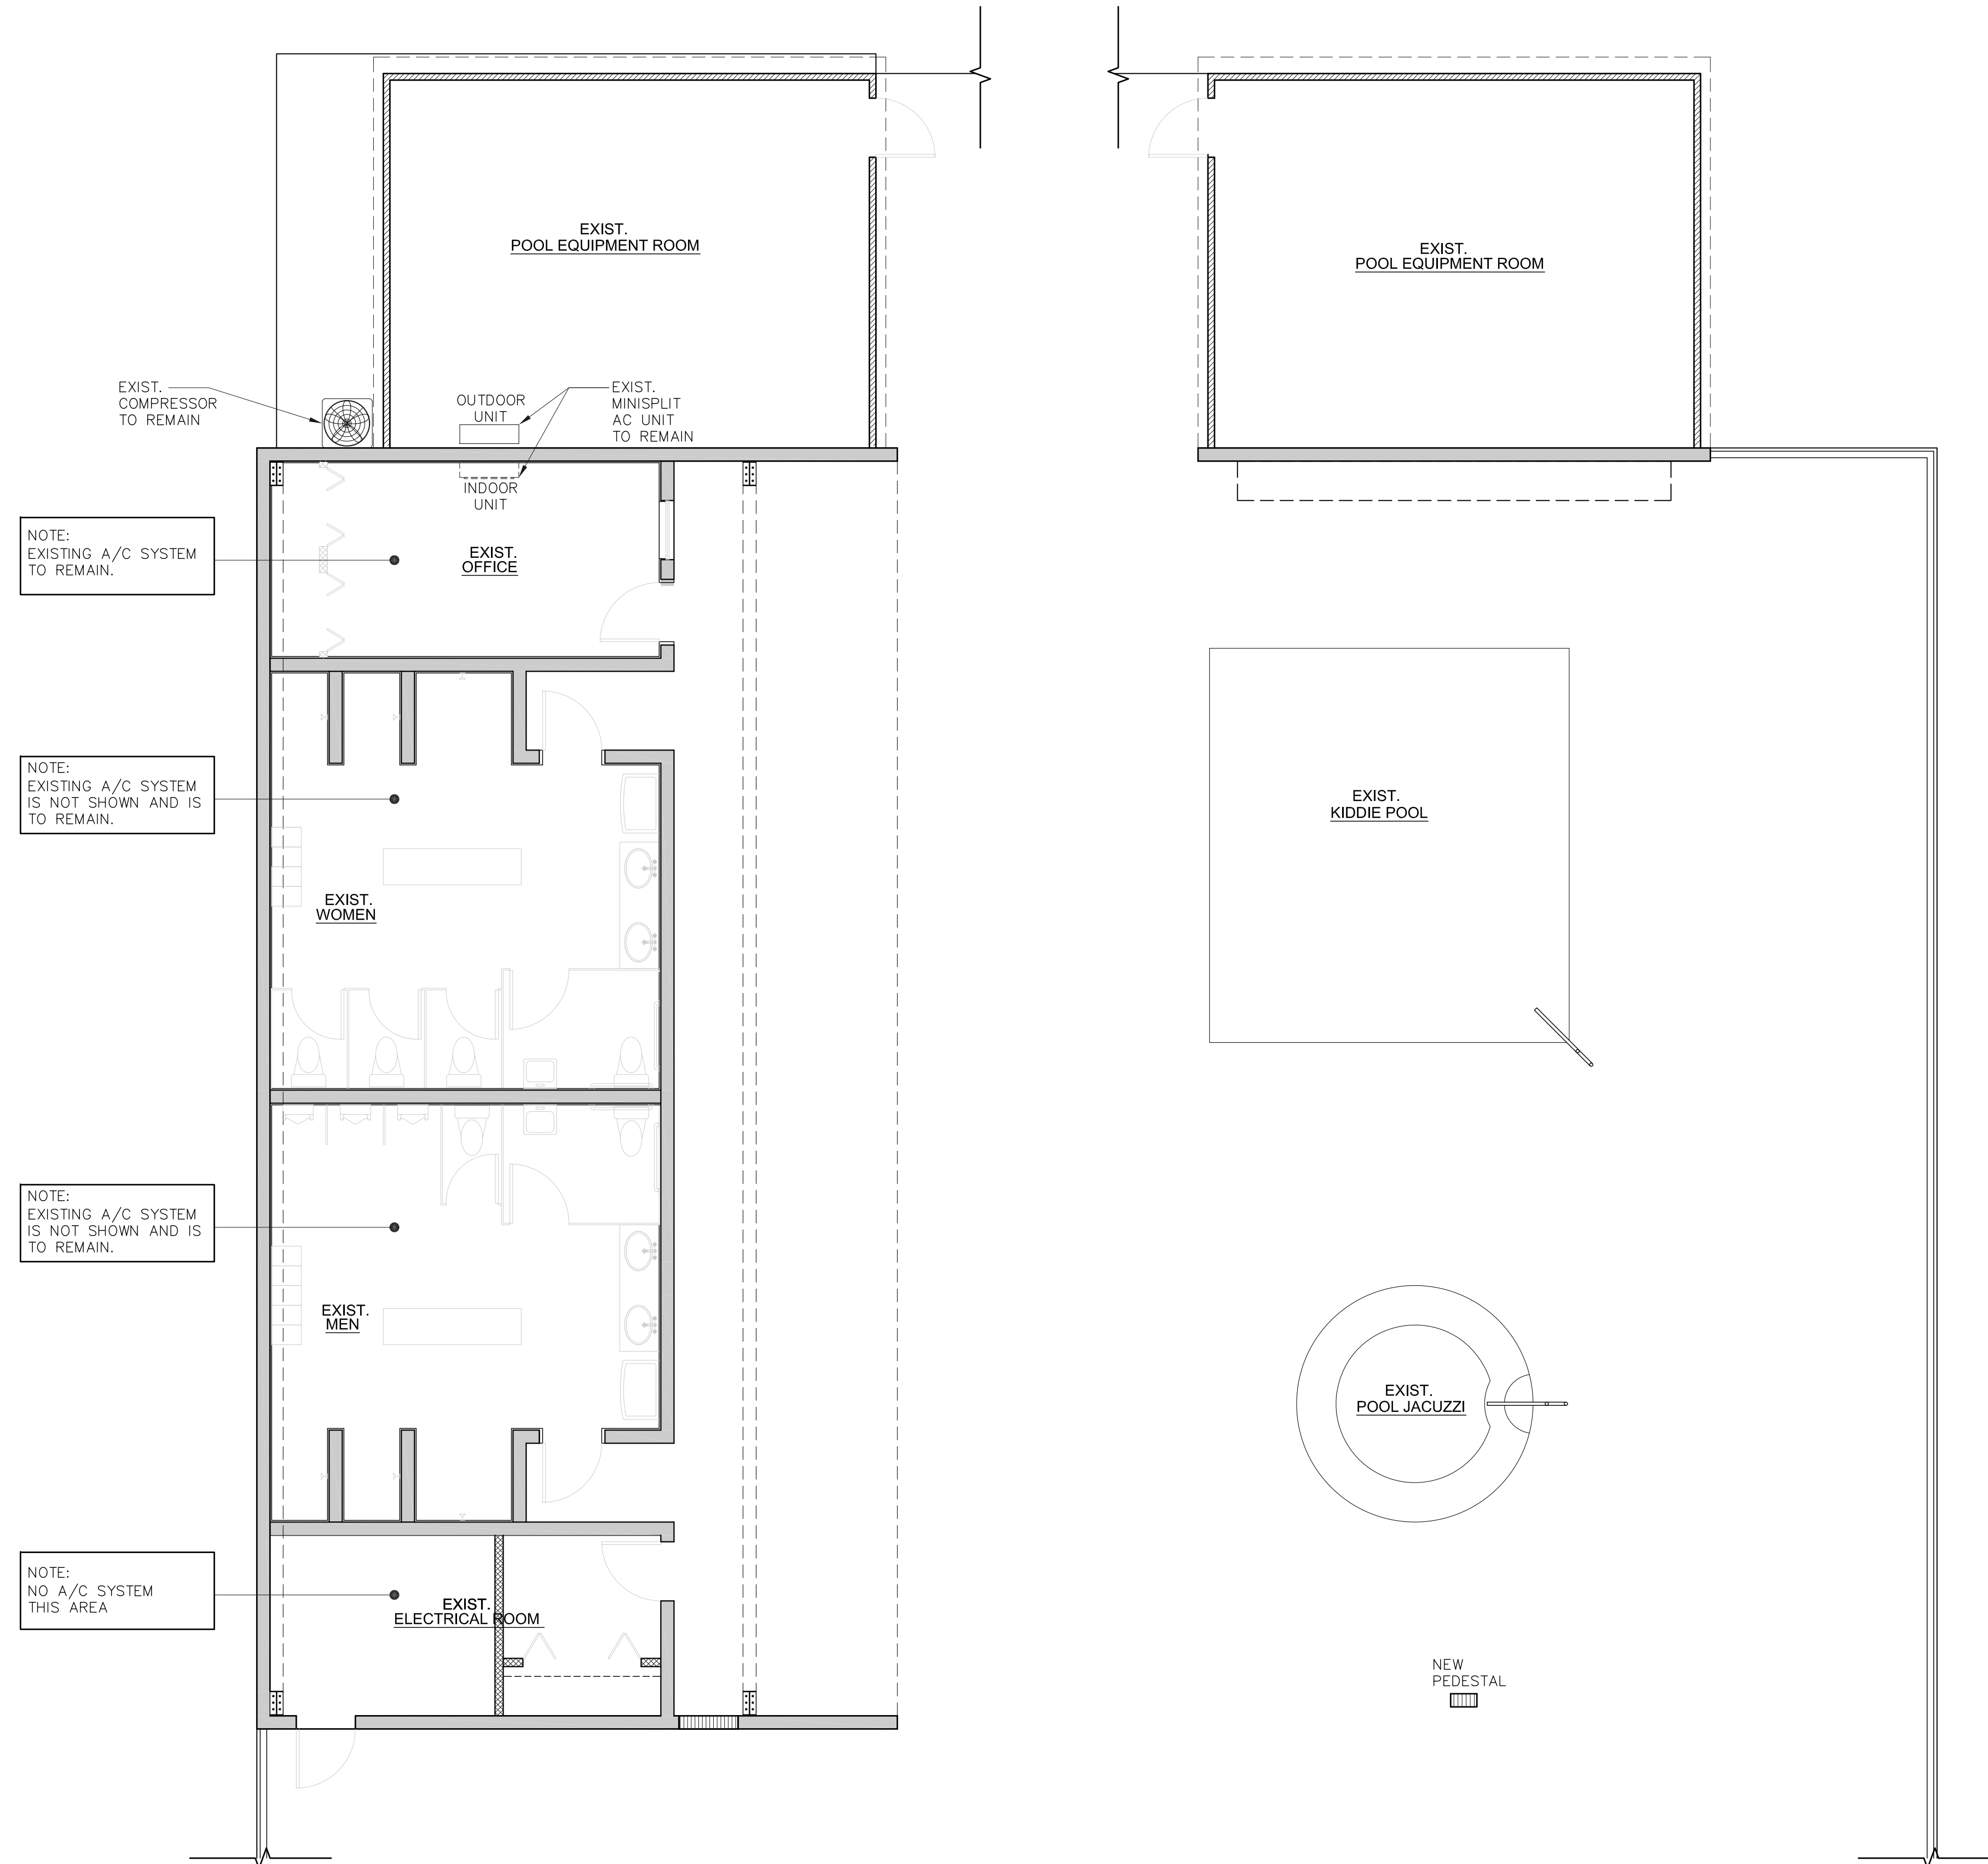 EXIST.
POOL EQUIPMENT ROOM
EXIST.
POOL EQUIPMENT ROOM
EXIST.
COMPRESSOR
TO REMAIN
OUTDOOR
UNIT
EXIST.
MINISPLIT
AC UNIT
TO REMAIN
INDOOR
UNIT
NOTE:
EXISTING A/C SYSTEM
TO REMAIN.
EXIST.
OFFICE
NOTE:
EXISTING A/C SYSTEM
IS NOT SHOWN AND IS
TO REMAIN.
EXIST.
KIDDIE POOL
EXIST.
WOMEN
NOTE:
EXISTING A/C SYSTEM
IS NOT SHOWN AND IS
TO REMAIN.
EXIST.
MEN
EXIST.
POOL JACUZZI
NOTE:
NO A/C SYSTEM
THIS AREA
EXIST.
ELECTRICAL ROOM
NEW
PEDESTAL